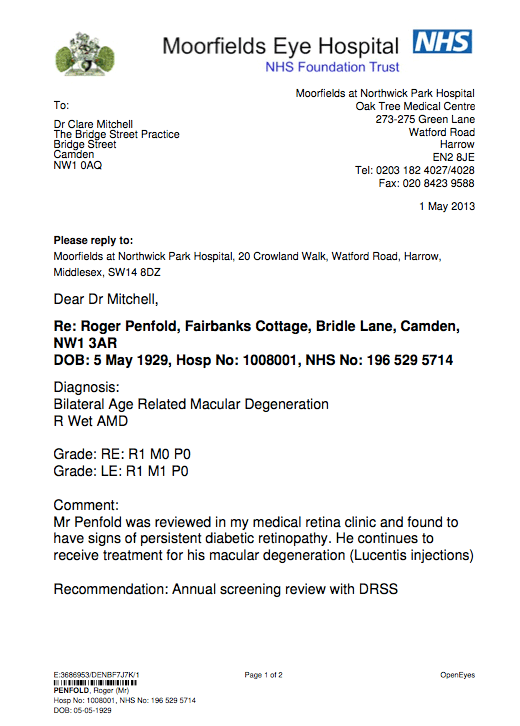 Moorfields Eye Hospital NHS
NHS Foundation Trust
Moorfields at Northwick Park Hospital
Oak Tree Medical Centre
273-275 Green Lane
Watford Road
Harrow
EN2 8JE
Tel: 0203 182 4027/4028
Fax: 020 8423 9588
1 May 2013
To:
Dr Clare Mitchell
The Bridge Street Practice
Bridge Street
Camden
NW1 0AQ
Please reply to:
Moorfields at Northwick Park Hospital, 20 Crowland Walk, Watford Road, Harrow,
Middlesex, SW14 8DZ
Dear Dr Mitchell,
Re: Roger Penfold, Fairbanks Cottage, Bridle Lane, Camden,
NW1 3AR
DOB: 5 May 1929, Hosp No: 1008001, NHS No: 196 529 5714
Diagnosis:
Bilateral Age Related Macular Degeneration
R Wet AMD
Grade: RE: R1 M0 P0
Grade: LE: R1 M1 P0
Comment:
Mr Penfold was reviewed in my medical retina clinic and found to
have signs of persistent diabetic retinopathy. He continues to
receive treatment for his macular degeneration (Lucentis injections)
Recommendation: Annual screening review with DRSS
E:3686953/DENBF7J7K/1 Page 1 of 2 OpenEyes
PENFOLD, Roger (Mr)
Hosp No: 1008001, NHS No: 196 529 5714
DOB: 05-05-1929